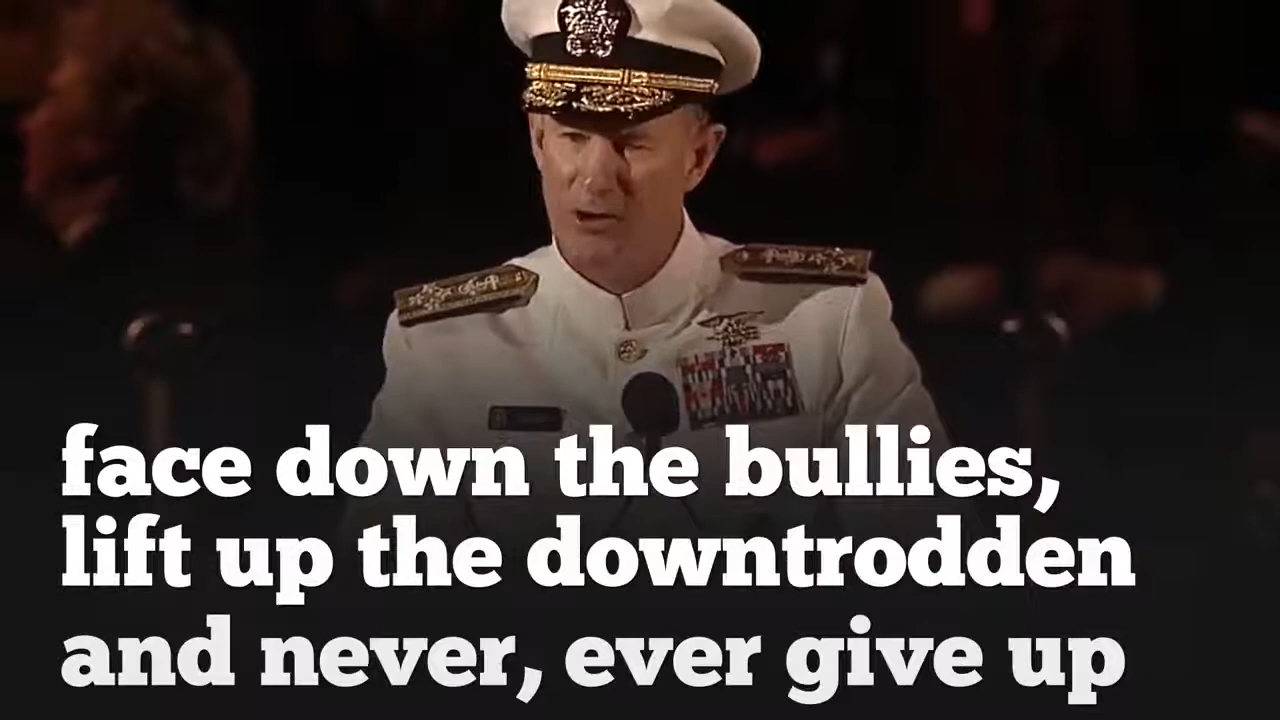 face down the bullies,
lift up the downtrodden
and never, ever give up